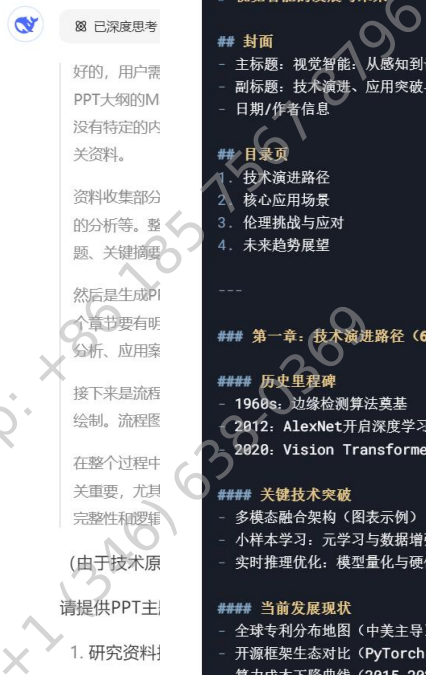 已深度思考
好的，用户需
PPT大纲的M
没有特定的内
关资料。
资料收集部分
的分析等。整
题、关键摘要
然后是生成PP
个章节要有明
分析、应用案
接下来是流程
绘制。流程图
在整个过程中
关重要，尤其
完整性和逻辑
(由于技术原
请提供PPT主题
1. 研究资料
## 封面
- 主标题：视觉智能：从感知到
- 副标题：技术演进、应用突破
- 日期/作者信息
## 目录页
1. 技术演进路径
2. 核心应用场景
3. 伦理挑战与应对
4. 未来趋势展望
---
### 第一章：技术演进路径（6
#### 历史里程碑
- 1960s：边缘检测算法奠基
- 2012：AlexNet开启深度学习
- 2020：Vision Transforme
#### 关键技术突破
- 多模态融合架构（图表示例）
- 小样本学习：元学习与数据增强
- 实时推理优化：模型量化与硬件
#### 当前发展现状
- 全球专利分布地图（中美主导）
- 开源框架生态对比（PyTorch
- 算力成本下降曲线（2015-20
p: +86 185 7567 8796
+1 (346) 638-0369